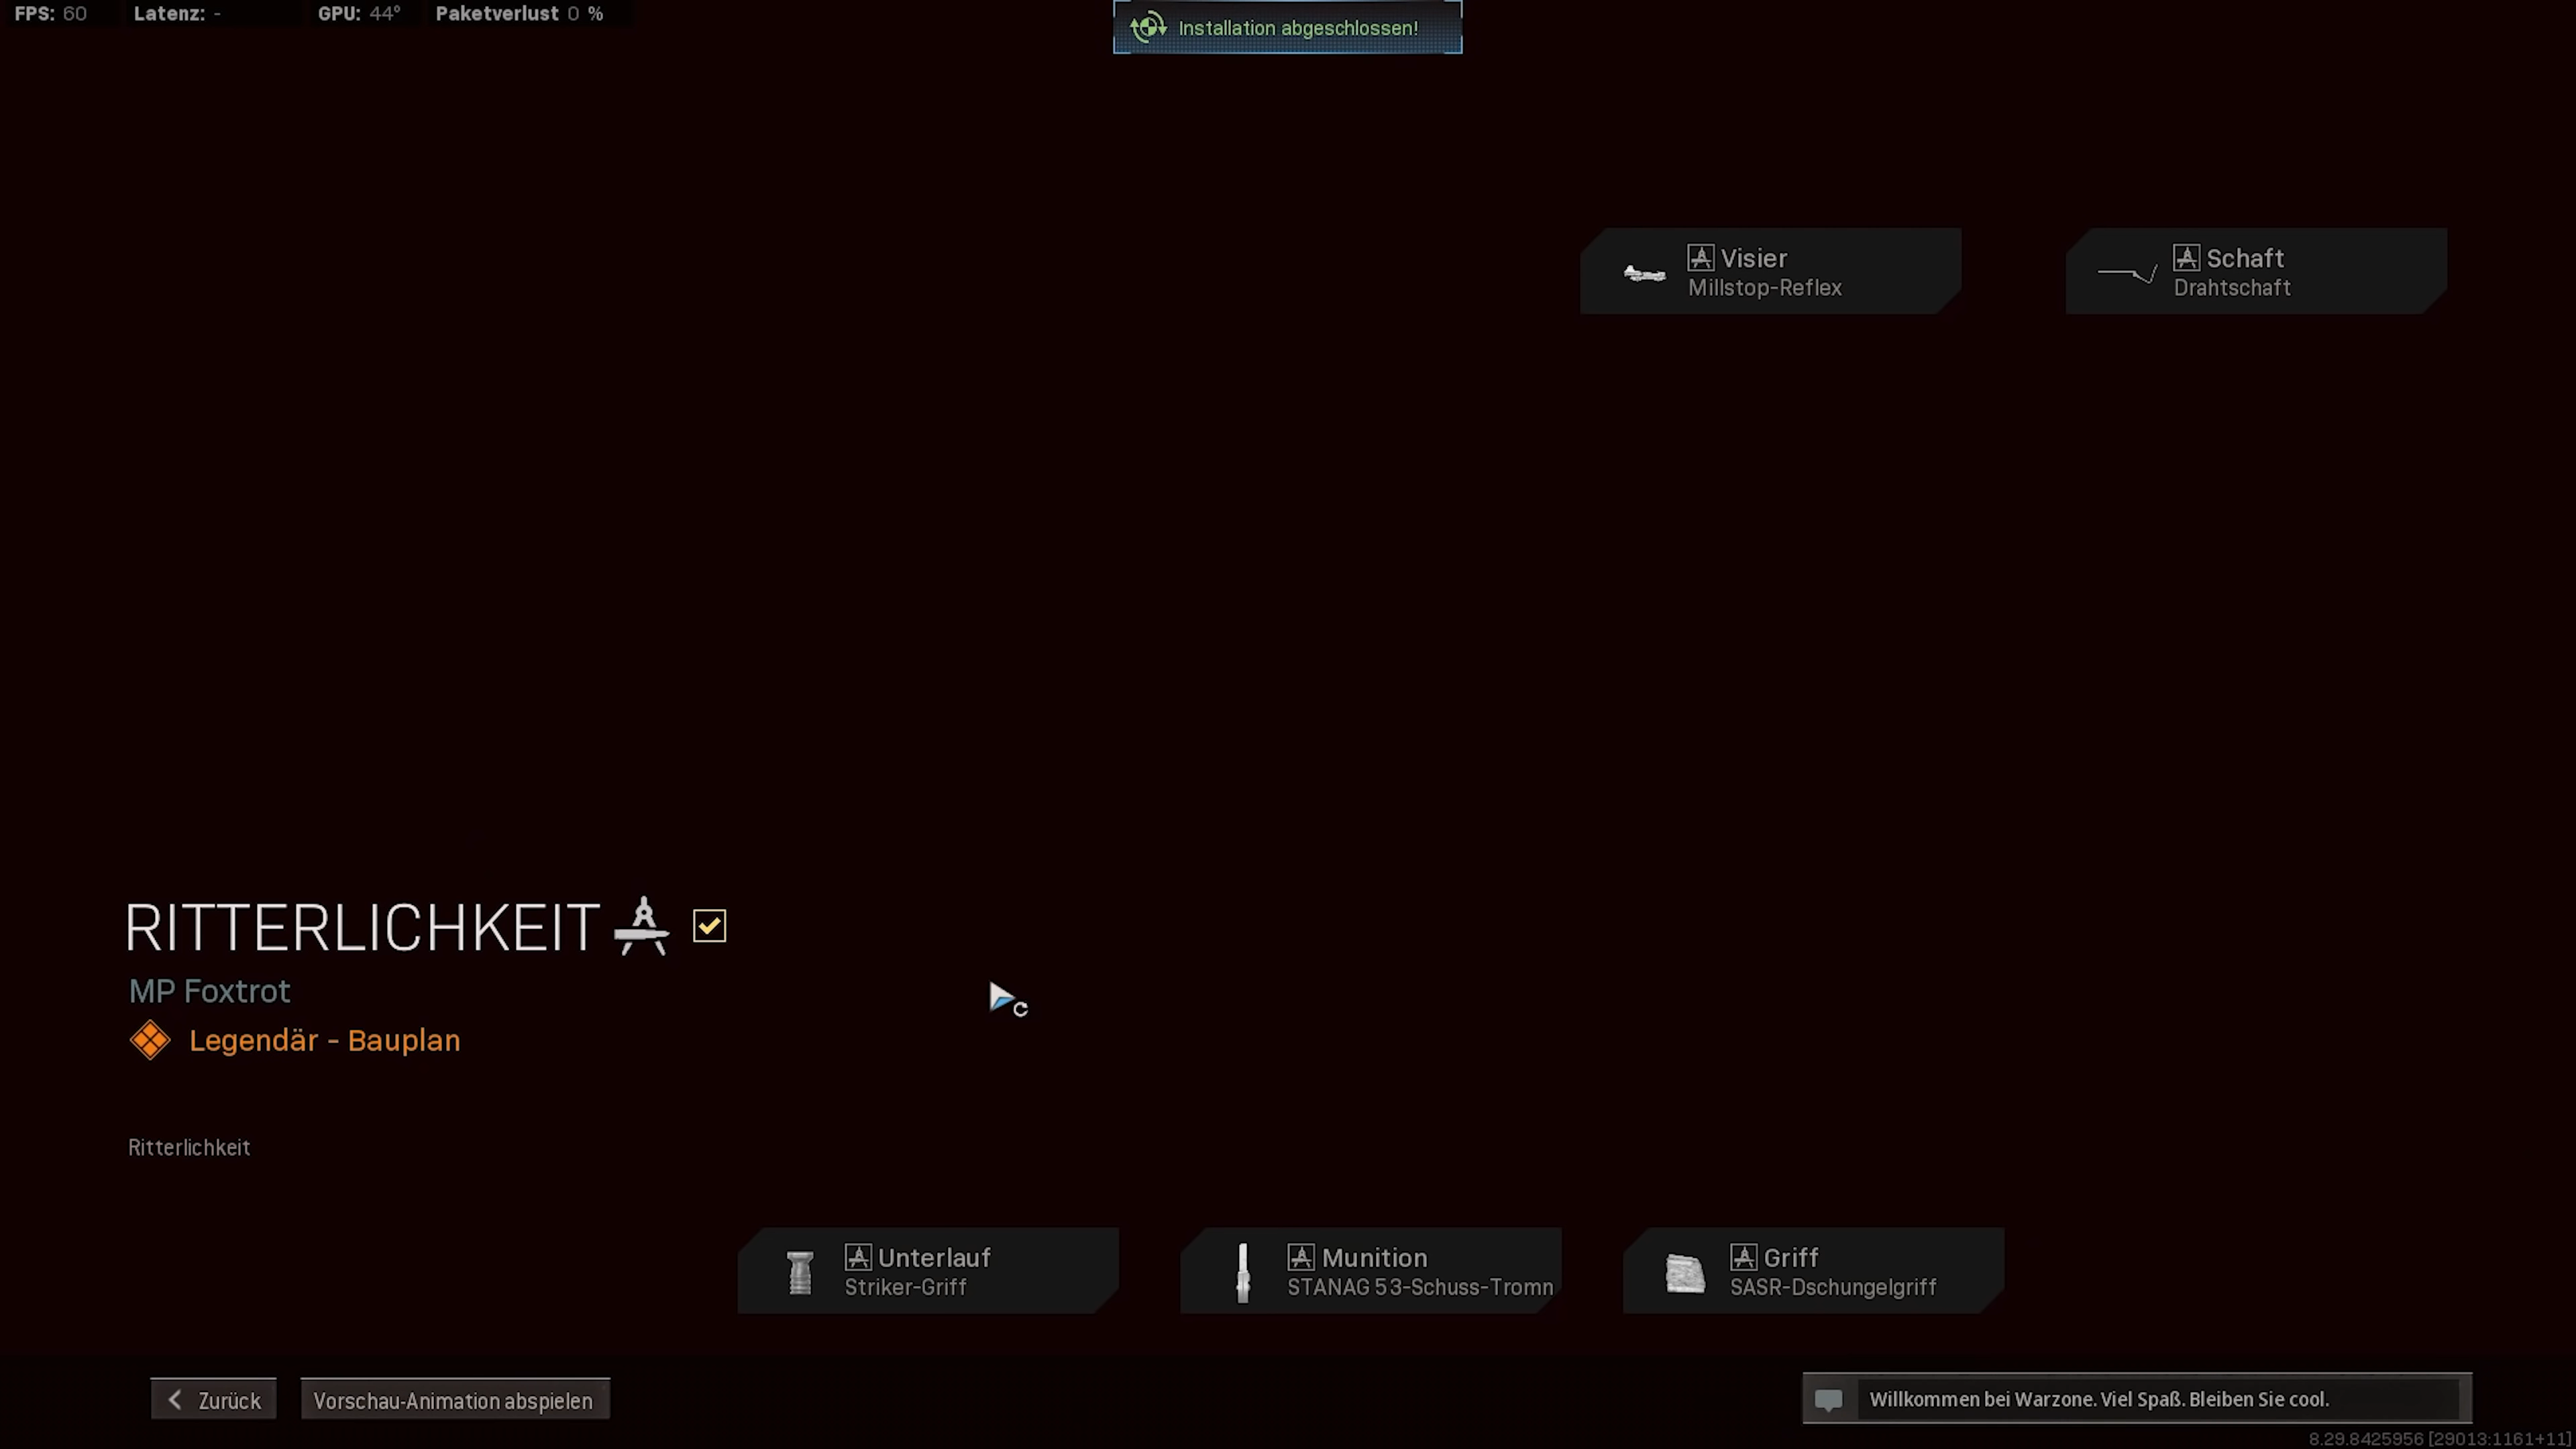 FPS: 60 Latenz: - GPU: 44° Paketverlust 0 %
Installation abgeschlossen!
Visier
Millstop-Reflex
Schaft
Drahtschaft
RITTERLICHKEIT
MP Foxtrot
Legendär - Bauplan
Ritterlichkeit
Unterlauf
Striker-Griff
Munition
STANAG 53-Schuss-Tromn
Griff
SASR-Dschungelgriff
Zurück
Vorschau-Animation abspielen
Willkommen bei Warzone. Viel Spaß. Bleiben Sie cool.
8.29.8425956 [29013:1161+11]